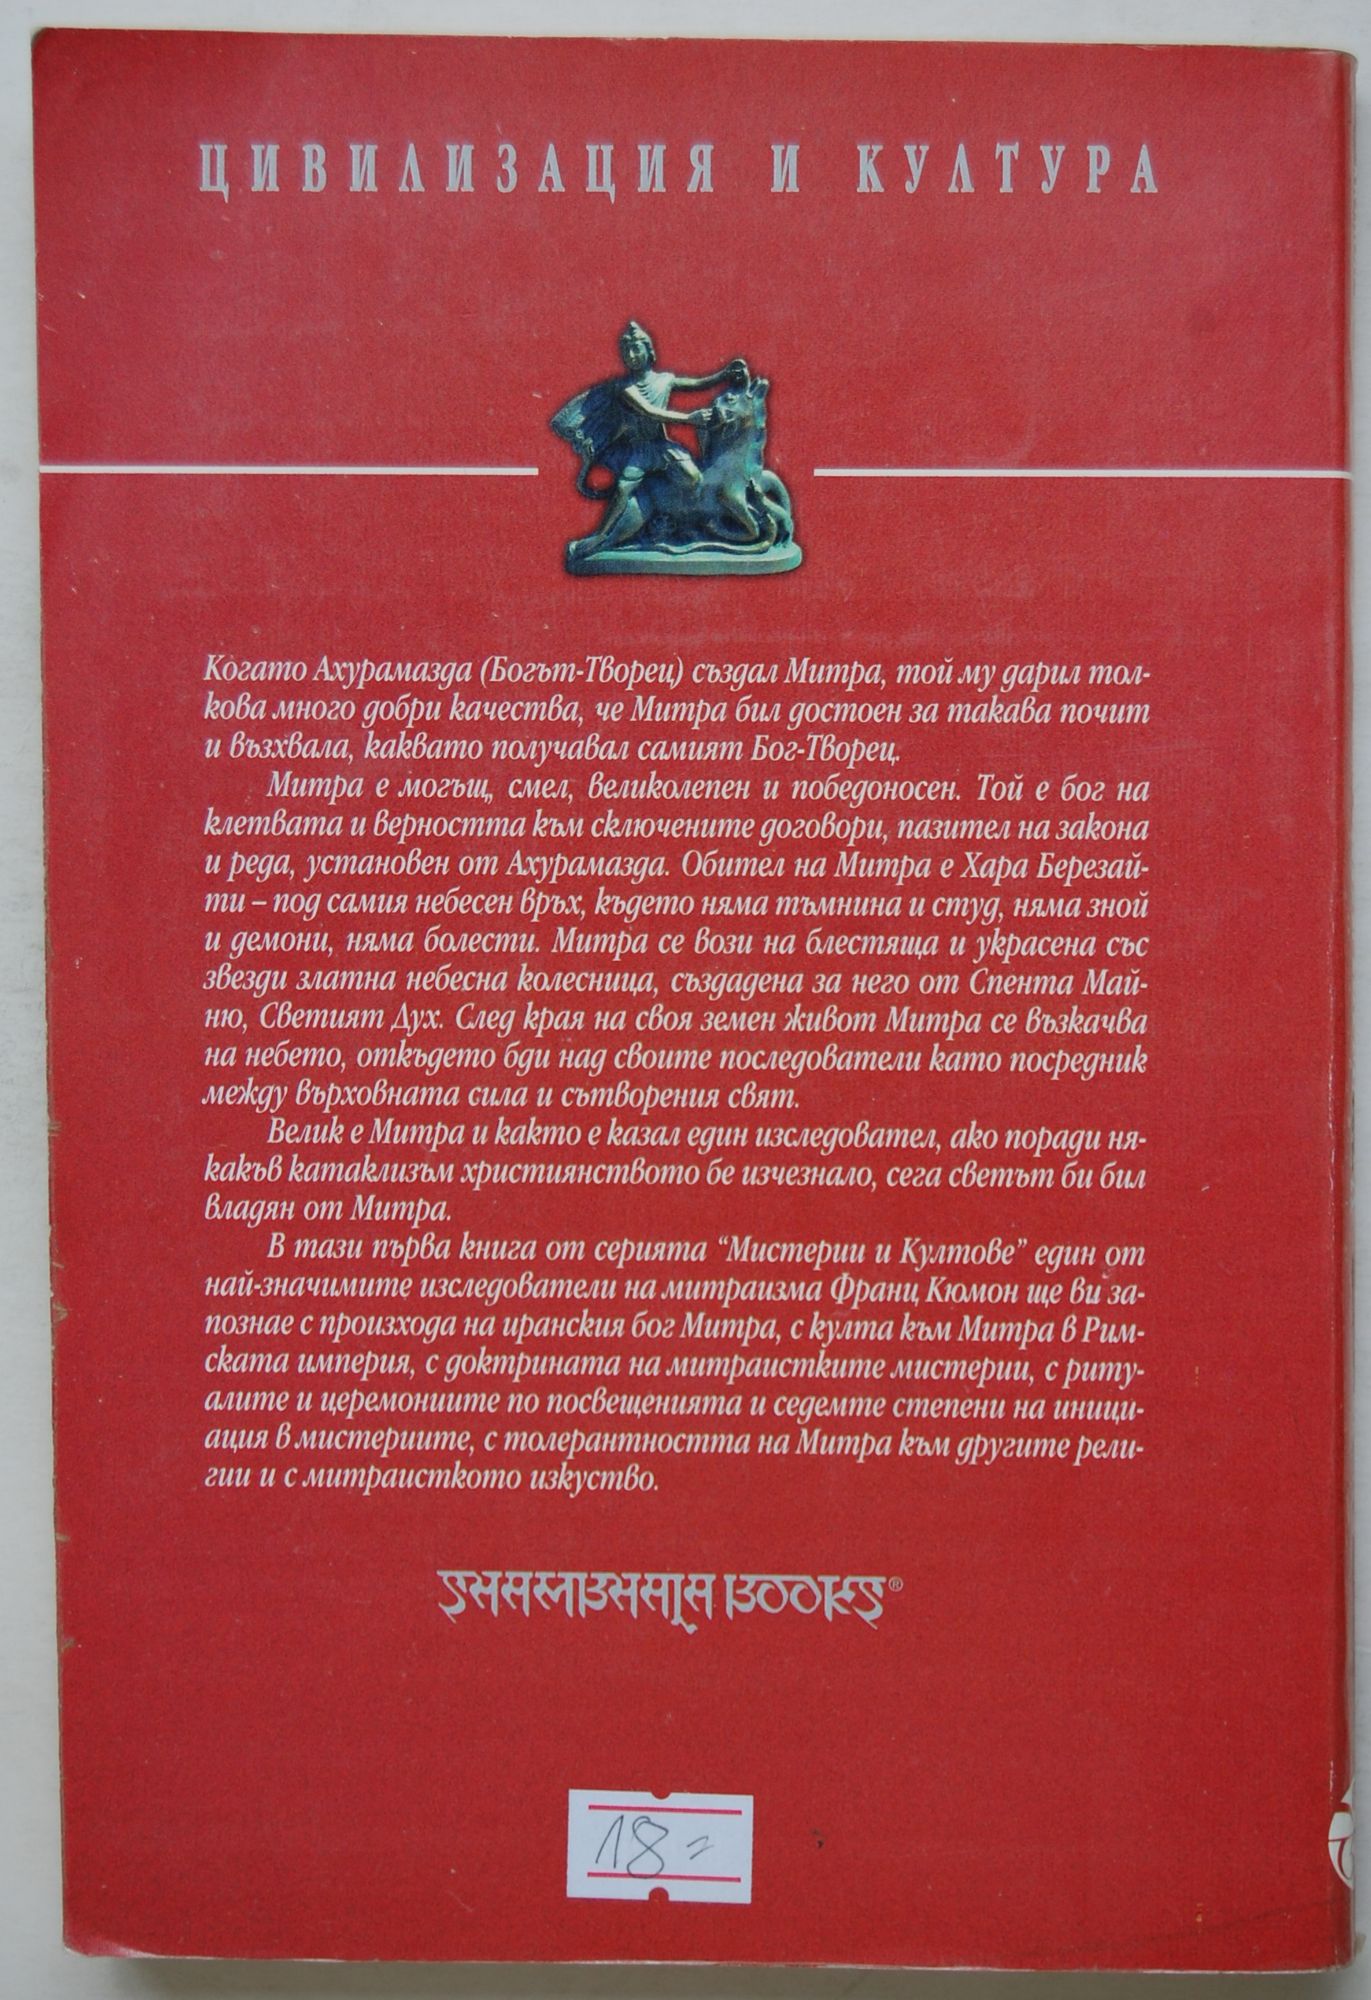 ЦИВИЛИЗАЦИЯ И КУЛТУРА
Когато Ахурамазда (Богът-Творец) създал Митра, той му дарил тол-
кова много добри качества, че Митра бил достоен за такава почит
и възхвала, каквато получавал самият Бог-Творец.
Митра е могъщ, смел, великолепен и победоносен. Той е бог на
клетвата и верността към сключените договори, пазител на закона
и реда, установен от Ахурамазда. Обител на Митра е Хара Березай-
ти – под самия небесен връх, където няма тъмнина и студ, няма зной
и демони, няма болести. Митра се вози на блестяща и украсена със
звезди златна небесна колесница, създадена за него от Спента Май-
ню, Светият Дух. След края на своя земен живот Митра се възкачва
на небето, откъдето бди над своите последователи като посредник
между върховната сила и сътворения свят.
Велик е Митра и както е казал един изследовател, ако поради ня-
какъв катаклизъм християнството бе изчезнало, сега светът би бил
владян от Митра.
В тази първа книга от серията “Мистерии и Култове” един от
най-значимите изследователи на митраизма Франц Кюмон ще ви за-
познае с произхода на иранския бог Митра, с култа към Митра в Рим-
ската империя, с доктрината на митраистките мистерии, с риту-
алите и церемониите по посвещенията и седемте степени на иници-
ация в мистериите, с толерантността на Митра към другите рели-
гии и с митраисткото изкуство.
SHAMBHALA BOOKS®
18=